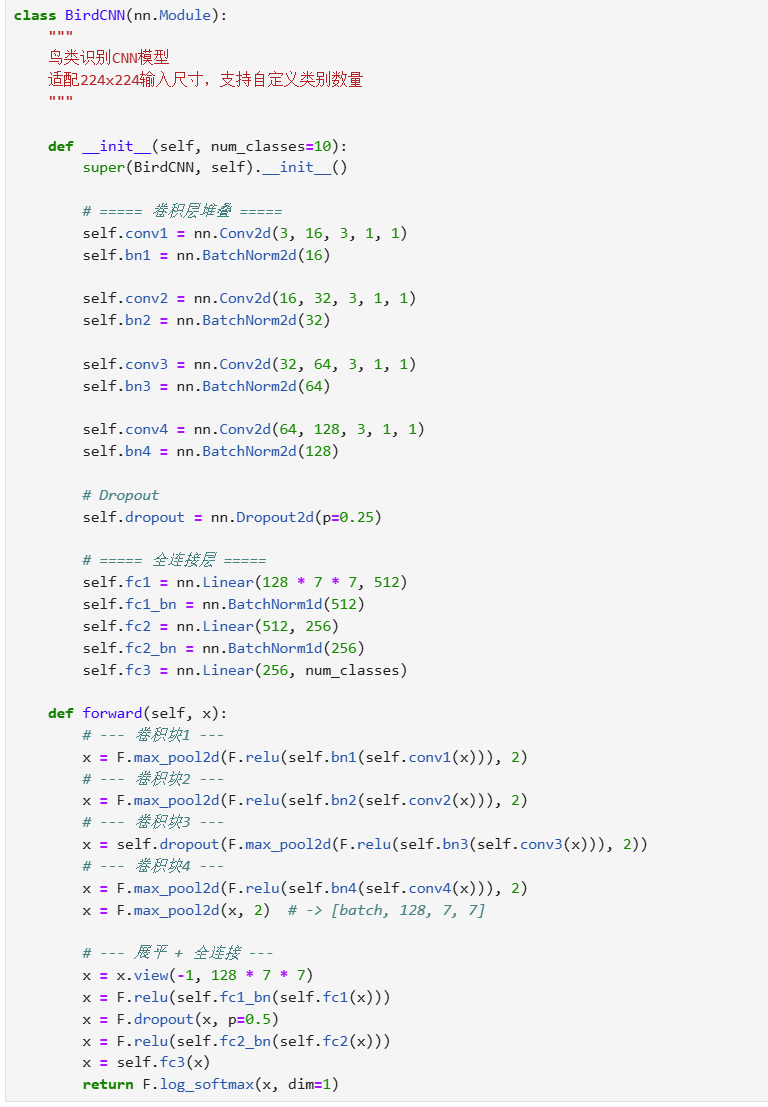 class BirdCNN(nn.Module):
    """
    鸟类识别CNN模型
    适配224x224输入尺寸，支持自定义类别数量
    """

    def __init__(self, num_classes=10):
        super(BirdCNN, self).__init__()

        # ===== 卷积层堆叠 =====
        self.conv1 = nn.Conv2d(3, 16, 3, 1, 1)
        self.bn1 = nn.BatchNorm2d(16)

        self.conv2 = nn.Conv2d(16, 32, 3, 1, 1)
        self.bn2 = nn.BatchNorm2d(32)

        self.conv3 = nn.Conv2d(32, 64, 3, 1, 1)
        self.bn3 = nn.BatchNorm2d(64)

        self.conv4 = nn.Conv2d(64, 128, 3, 1, 1)
        self.bn4 = nn.BatchNorm2d(128)

        # Dropout
        self.dropout = nn.Dropout2d(p=0.25)

        # ===== 全连接层 =====
        self.fc1 = nn.Linear(128 * 7 * 7, 512)
        self.fc1_bn = nn.BatchNorm1d(512)
        self.fc2 = nn.Linear(512, 256)
        self.fc2_bn = nn.BatchNorm1d(256)
        self.fc3 = nn.Linear(256, num_classes)

    def forward(self, x):
        # --- 卷积块1 ---
        x = F.max_pool2d(F.relu(self.bn1(self.conv1(x))), 2)
        # --- 卷积块2 ---
        x = F.max_pool2d(F.relu(self.bn2(self.conv2(x))), 2)
        # --- 卷积块3 ---
        x = self.dropout(F.max_pool2d(F.relu(self.bn3(self.conv3(x))), 2))
        # --- 卷积块4 ---
        x = F.max_pool2d(F.relu(self.bn4(self.conv4(x))), 2)
        x = F.max_pool2d(x, 2)  # -> [batch, 128, 7, 7]

        # --- 展平 + 全连接 ---
        x = x.view(-1, 128 * 7 * 7)
        x = F.relu(self.fc1_bn(self.fc1(x)))
        x = F.dropout(x, p=0.5)
        x = F.relu(self.fc2_bn(self.fc2(x)))
        x = self.fc3(x)
        return F.log_softmax(x, dim=1)